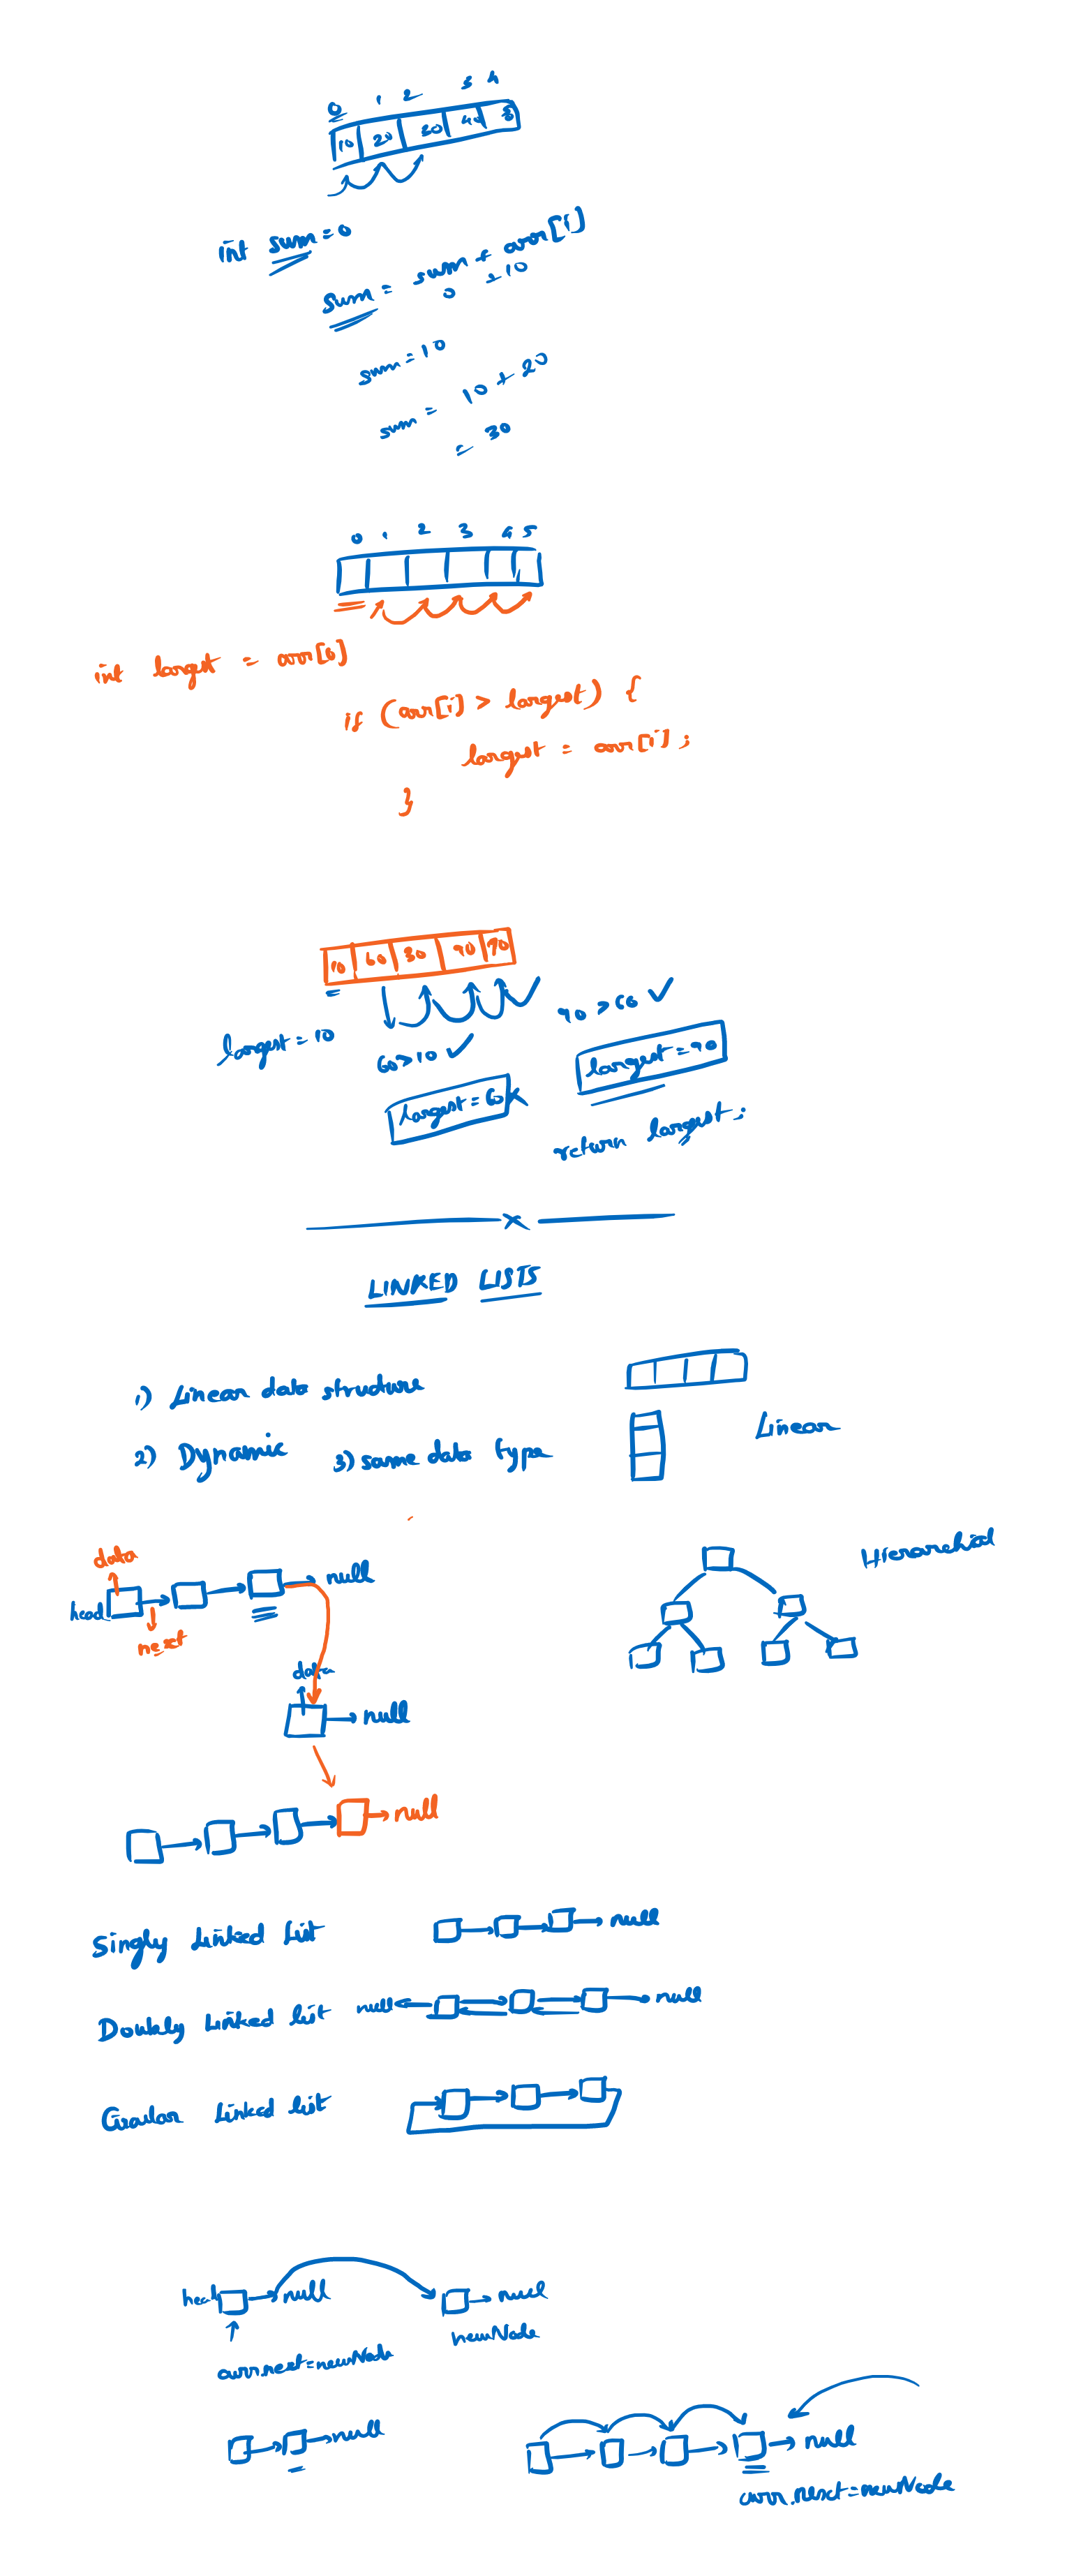 0 1 2 3 4
10 20 30 40
int sum = 0
sum = sum + arr[i]
0 +10
sum = 10
sum = 10 + 20
= 30
0 1 2 3 4 5
int largest = arr[0]
if (arr[i] > largest) {
largest = arr[i];
}
10 60 30 90 70
largest = 10
60 > 10 ✓
largest = 60 x
90 > 60 ✓
largest = 90
return largest;
x
LINKED LISTS
1) Linear data structure
2) Dynamic 3) same data type
Linear
data
head
next
null
Hierarchial
data
null
null
Singly Linked List
null
Doubly Linked list
null
null
Circular Linked list
head
null
null
newNode
curr.next = newNode
null
null
curr.next = newNode